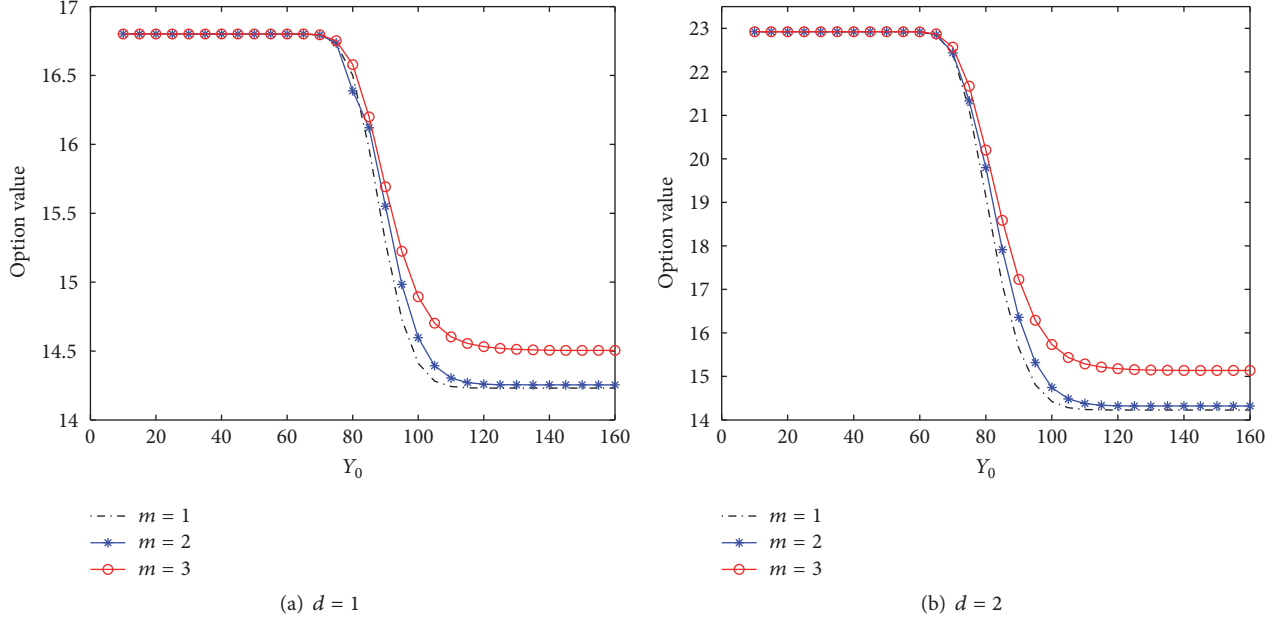 17
16.5
16
15.5
15
14.5
14
Option value
0 20 40 60 80 100 120 140 160
Y0
m = 1
m = 2
m = 3
(a) d = 1
23
22
21
20
19
18
17
16
15
14
Option value
0 20 40 60 80 100 120 140 160
Y0
m = 1
m = 2
m = 3
(b) d = 2